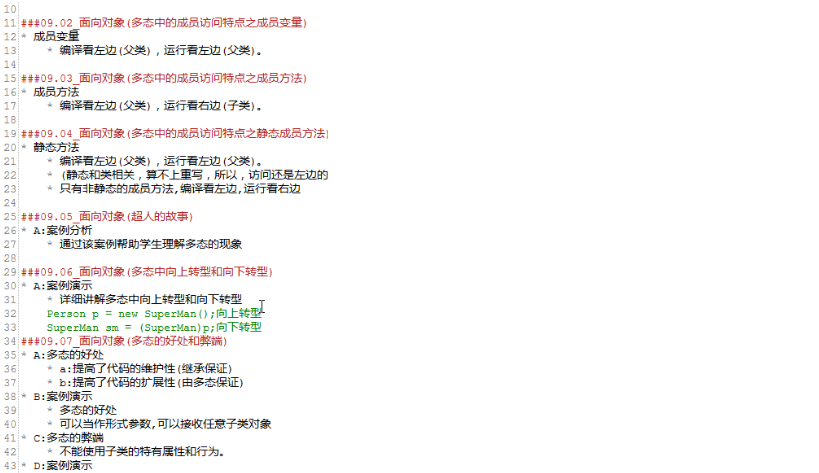 10
11 ###09.02_面向对象(多态中的成员访问特点之成员变量)
12 * 成员变量
13 * 编译看左边(父类)，运行看左边(父类)。
14
15 ###09.03_面向对象(多态中的成员访问特点之成员方法)
16 * 成员方法
17 * 编译看左边(父类)，运行看右边(子类)。
18
19 ###09.04_面向对象(多态中的成员访问特点之静态成员方法
20 * 静态方法
21 * 编译看左边(父类)，运行看左边(父类)。
22 * (静态和类相关，算不上重写，所以，访问还是左边的
23 * 只有非静态的成员方法,编译看左边,运行看右边
24
25 ###09.05_面向对象(超人的故事)
26 * A:案例分析
27 * 通过该案例帮助学生理解多态的现象
28
29 ###09.06_面向对象(多态中向上转型和向下转型)
30 * A:案例演示
31 * 详细讲解多态中向上转型和向下转型
32 Person p = new SuperMan();向上转型
33 SuperMan sm = (SuperMan)p;向下转型
34 ###09.07_面向对象(多态的好处和弊端)
35 * A:多态的好处
36 * a:提高了代码的维护性(继承保证)
37 * b:提高了代码的扩展性(由多态保证)
38 * B:案例演示
39 * 多态的好处
40 * 可以当作形式参数,可以接收任意子类对象
41 * C:多态的弊端
42 * 不能使用子类的特有属性和行为。
43 * D:案例演示